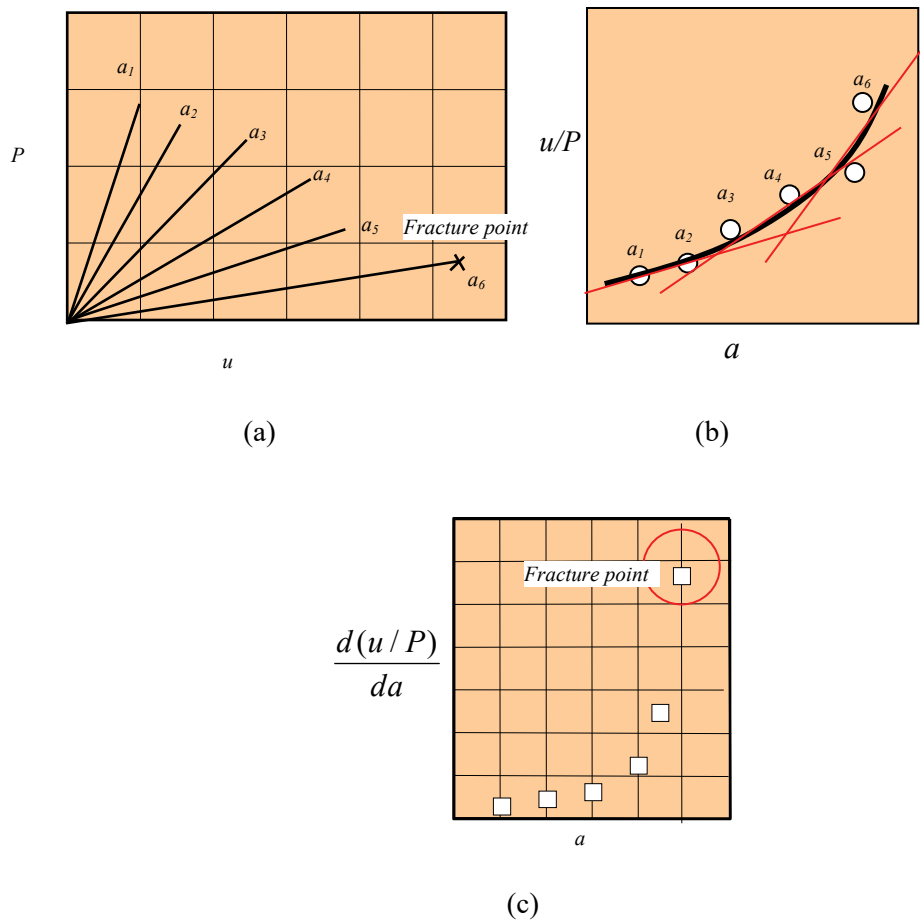 a1
a2
a3
P
a4
a5
Fracture point
a6
u
(a)
a6
u/P
a5
a4
a3
a2
a1
a
(b)
Fracture point
d(u / P)
da
a
(c)